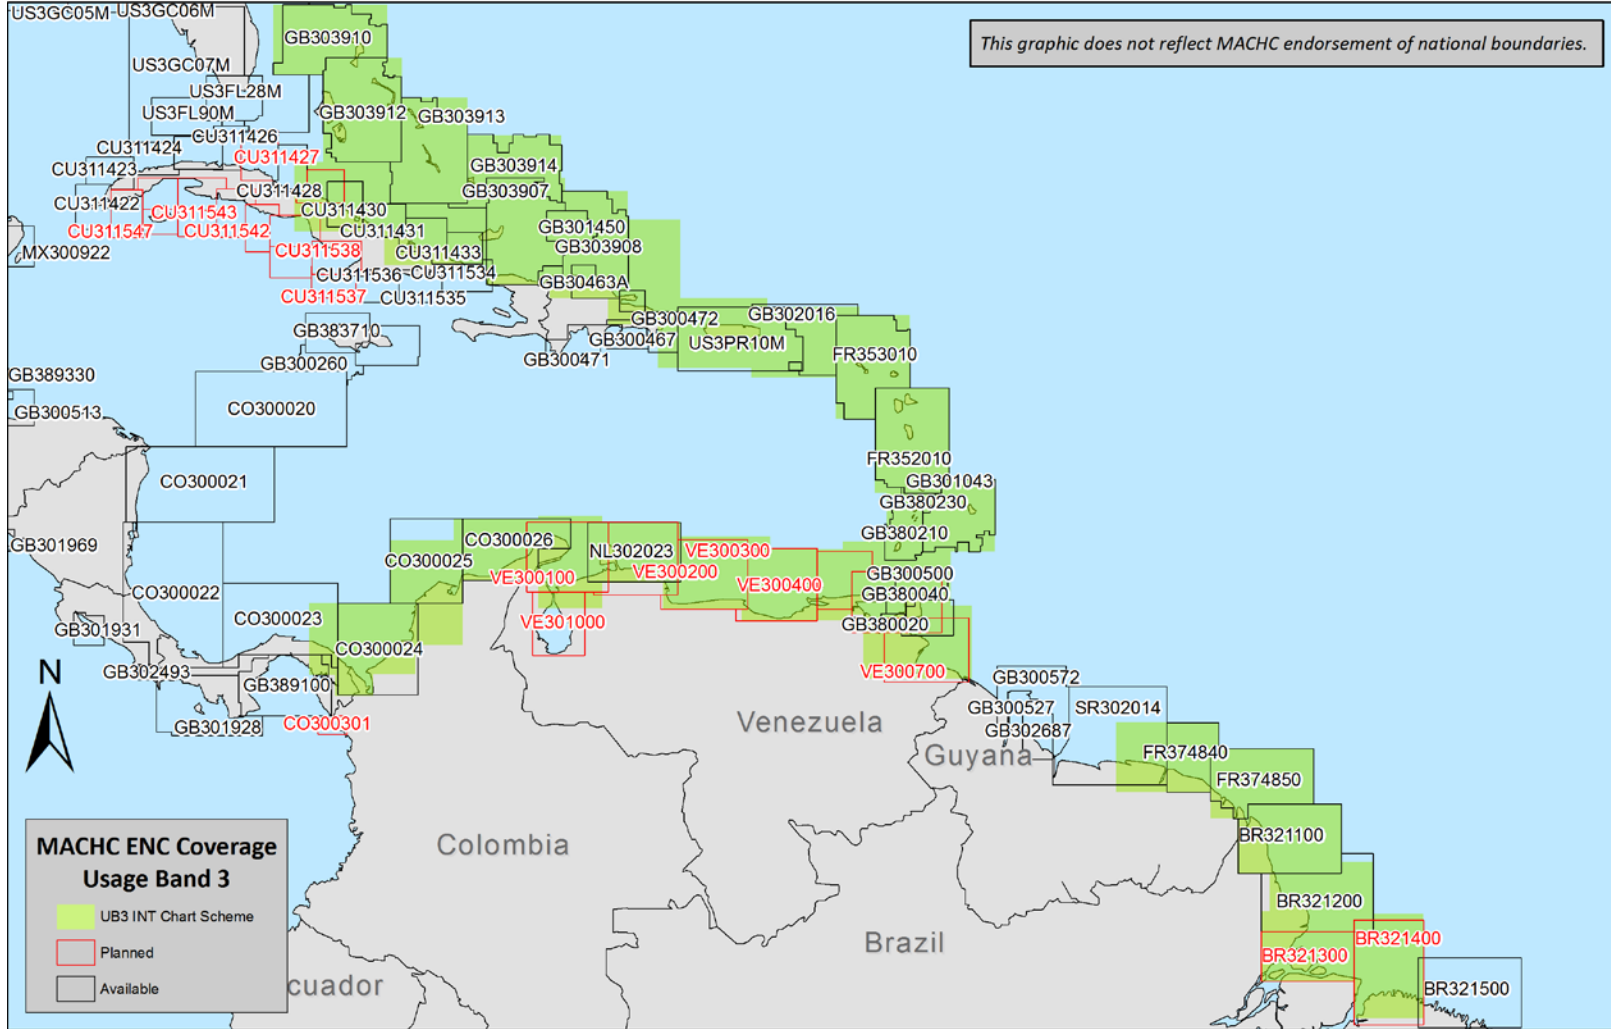 US3GC05M
US3GC06M
GB303910
This graphic does not reflect MACHC endorsement of national boundaries.
US3GC07M
US3FL28M
US3FL90M
GB303912
GB303913
CU311426
CU311424
CU311427
CU311423
GB303914
CU311428
GB303907
CU311422
CU311543
CU311430
CU311547
CU311542
CU311431
GB301450
MX300922
CU311538
CU311433
GB303908
CU311536
CU311534
GB30463A
CU311537
CU311535
GB383710
GB300472
GB302016
GB300467
US3PR10M
GB300260
GB300471
FR353010
GB389330
GB300513
CO300020
CO300021
FR352010
GB301043
GB380230
GB301969
CO300026
NL302023
VE300300
GB380210
CO300025
VE300100
VE300200
VE300400
GB300500
CO300022
GB380040
CO300023
VE301000
GB380020
GB301931
CO300024
GB302493
GB389100
VE300700
GB300572
N
GB301928
CO300301
GB300527
SR302014
GB302687
Venezuela
Guyana
FR374840
FR374850
Colombia
BR321100
BR321200
Brazil
BR321400
BR321300
BR321500
cuador
MACHC ENC Coverage
Usage Band 3
UB3 INT Chart Scheme
Planned
Available